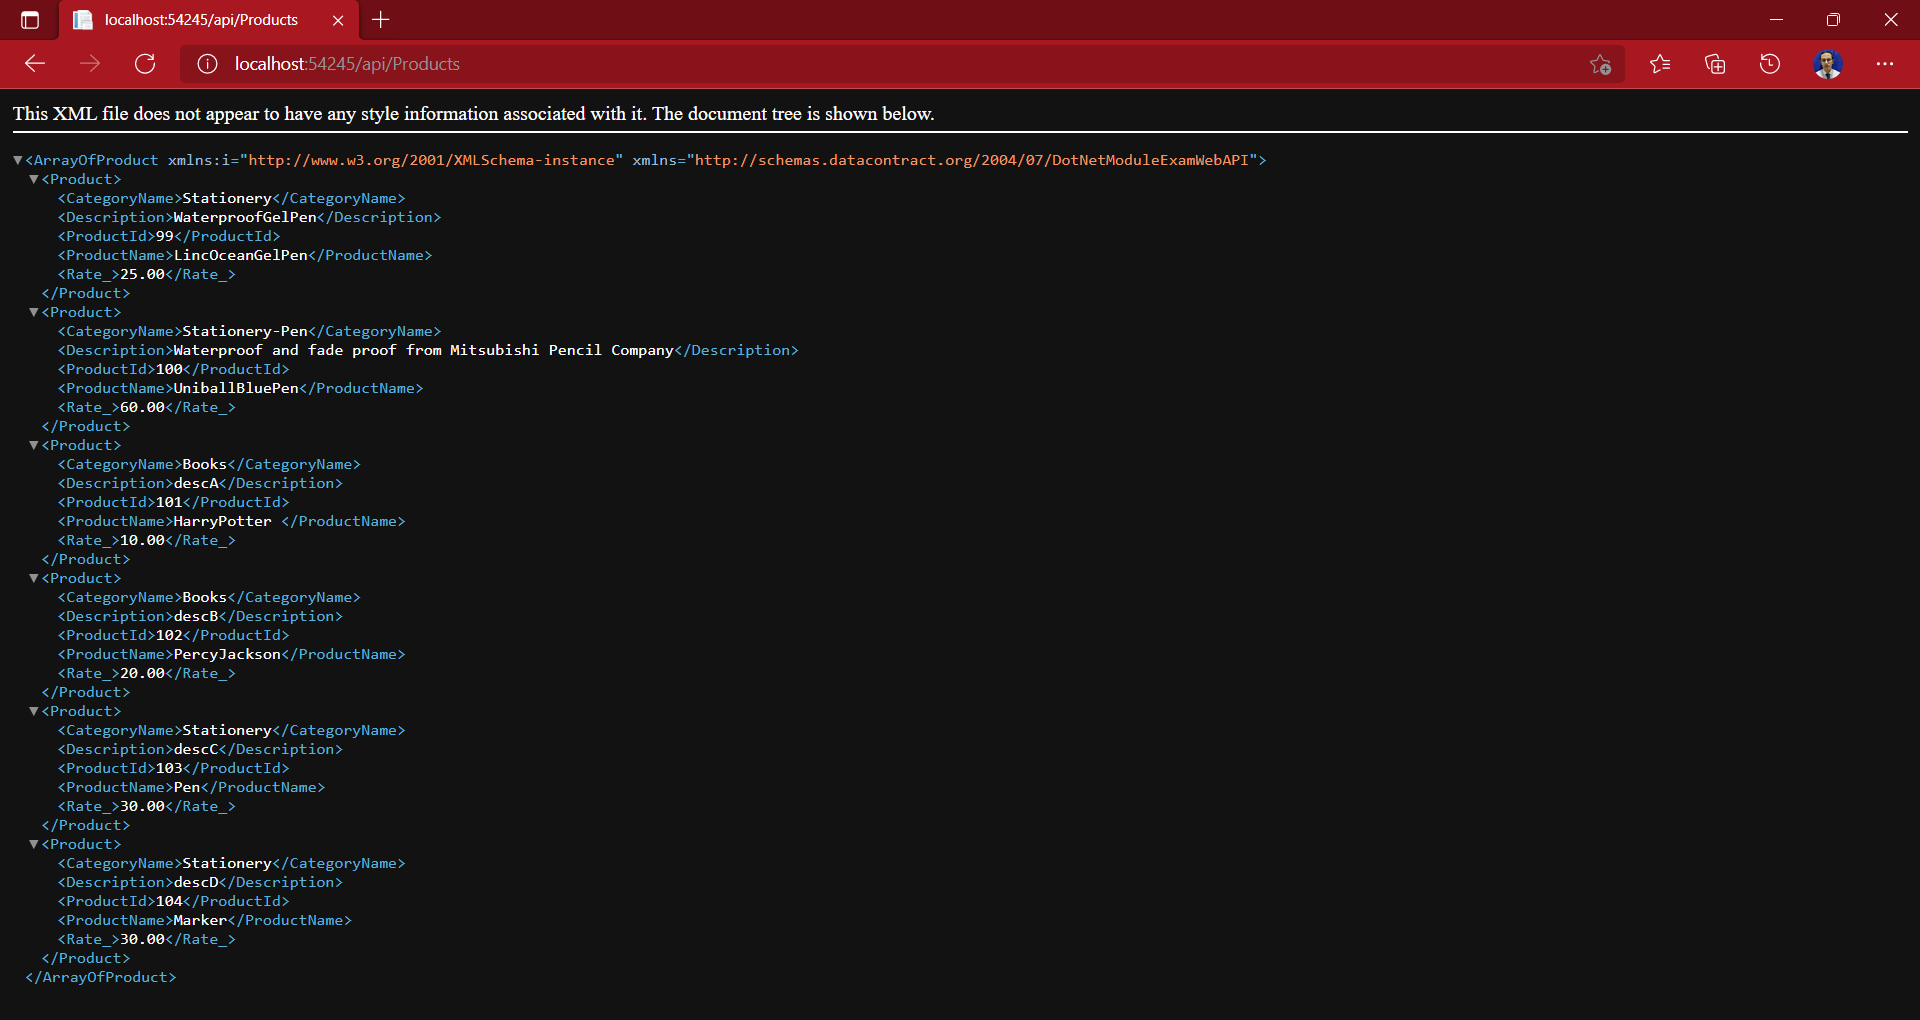 localhost:54245/api/Products
localhost:54245/api/Products
This XML file does not appear to have any style information associated with it. The document tree is shown below.
▼<ArrayOfProduct xmlns:i="http://www.w3.org/2001/XMLSchema-instance" xmlns="http://schemas.datacontract.org/2004/07/DotNetModuleExamWebAPI">
▼<Product>
<CategoryName>Stationery</CategoryName>
<Description>WaterproofGelPen</Description>
<ProductId>99</ProductId>
<ProductName>LincOceanGelPen</ProductName>
<Rate_>25.00</Rate_>
</Product>
▼<Product>
<CategoryName>Stationery-Pen</CategoryName>
<Description>Waterproof and fade proof from Mitsubishi Pencil Company</Description>
<ProductId>100</ProductId>
<ProductName>UniballBluePen</ProductName>
<Rate_>60.00</Rate_>
</Product>
▼<Product>
<CategoryName>Books</CategoryName>
<Description>descA</Description>
<ProductId>101</ProductId>
<ProductName>HarryPotter </ProductName>
<Rate_>10.00</Rate_>
</Product>
▼<Product>
<CategoryName>Books</CategoryName>
<Description>descB</Description>
<ProductId>102</ProductId>
<ProductName>PercyJackson</ProductName>
<Rate_>20.00</Rate_>
</Product>
▼<Product>
<CategoryName>Stationery</CategoryName>
<Description>descC</Description>
<ProductId>103</ProductId>
<ProductName>Pen</ProductName>
<Rate_>30.00</Rate_>
</Product>
▼<Product>
<CategoryName>Stationery</CategoryName>
<Description>descD</Description>
<ProductId>104</ProductId>
<ProductName>Marker</ProductName>
<Rate_>30.00</Rate_>
</Product>
</ArrayOfProduct>